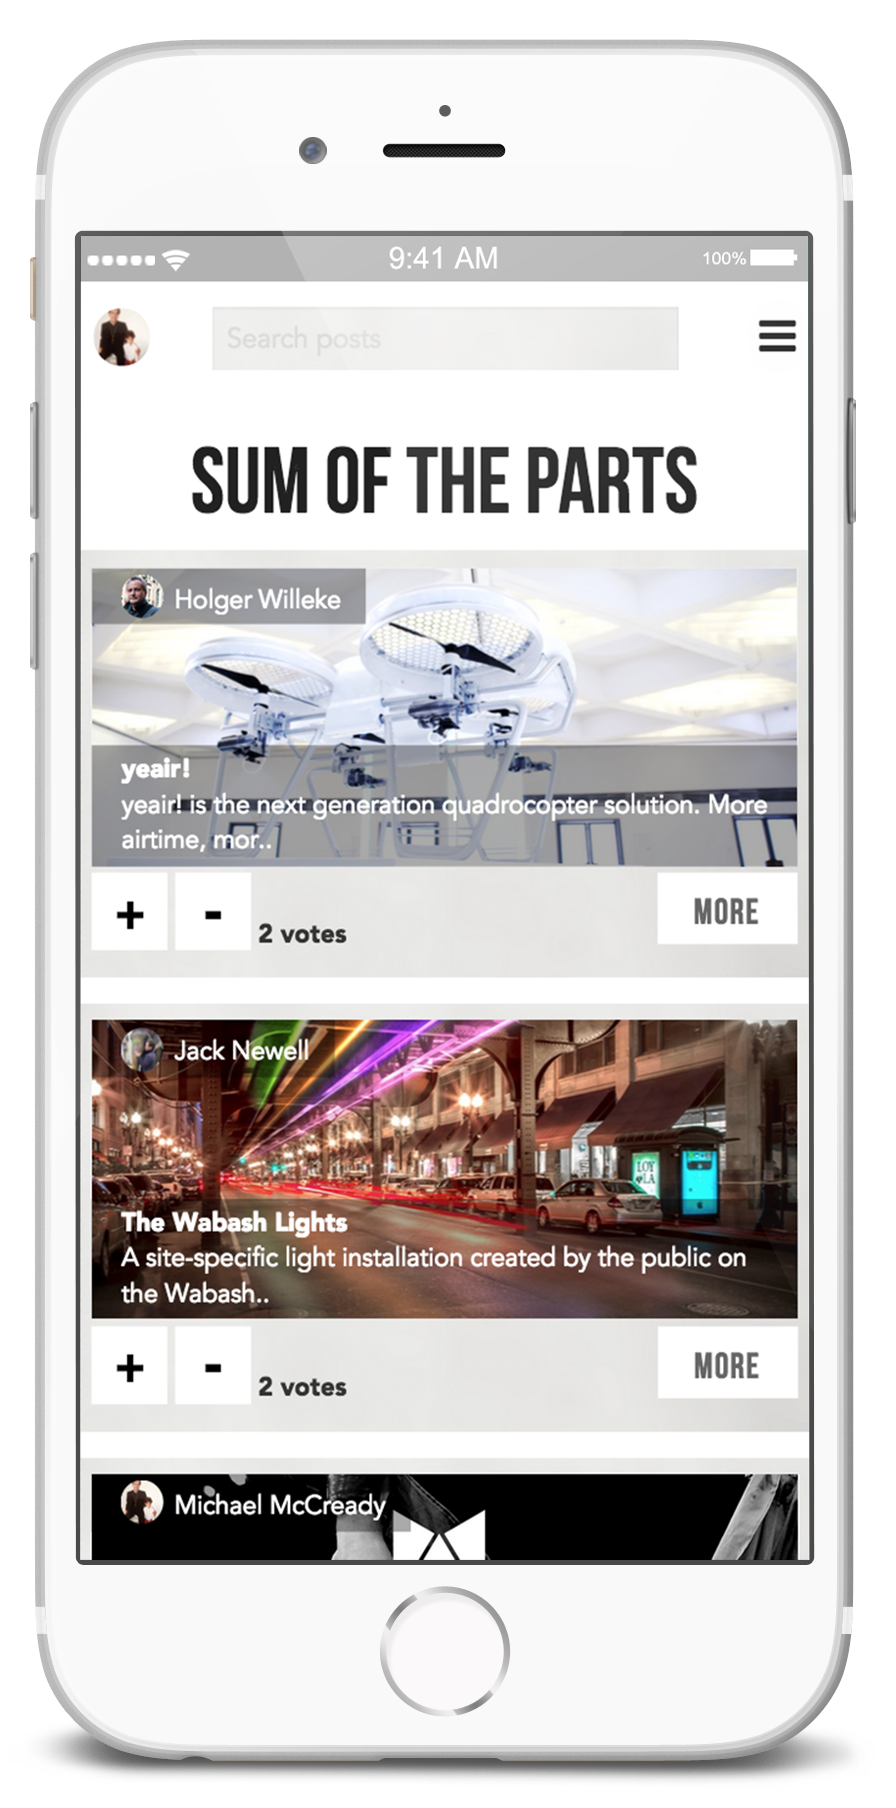 9:41 AM
100%
Search posts
SUM OF THE PARTS
Holger Willeke
yeair!
yeair! is the next generation quadrocopter solution. More
airtime, mor..
+
-
2 votes
MORE
Jack Newell
LOY
LA
The Wabash Lights
A site-specific light installation created by the public on
the Wabash..
+
-
2 votes
MORE
Michael McCready